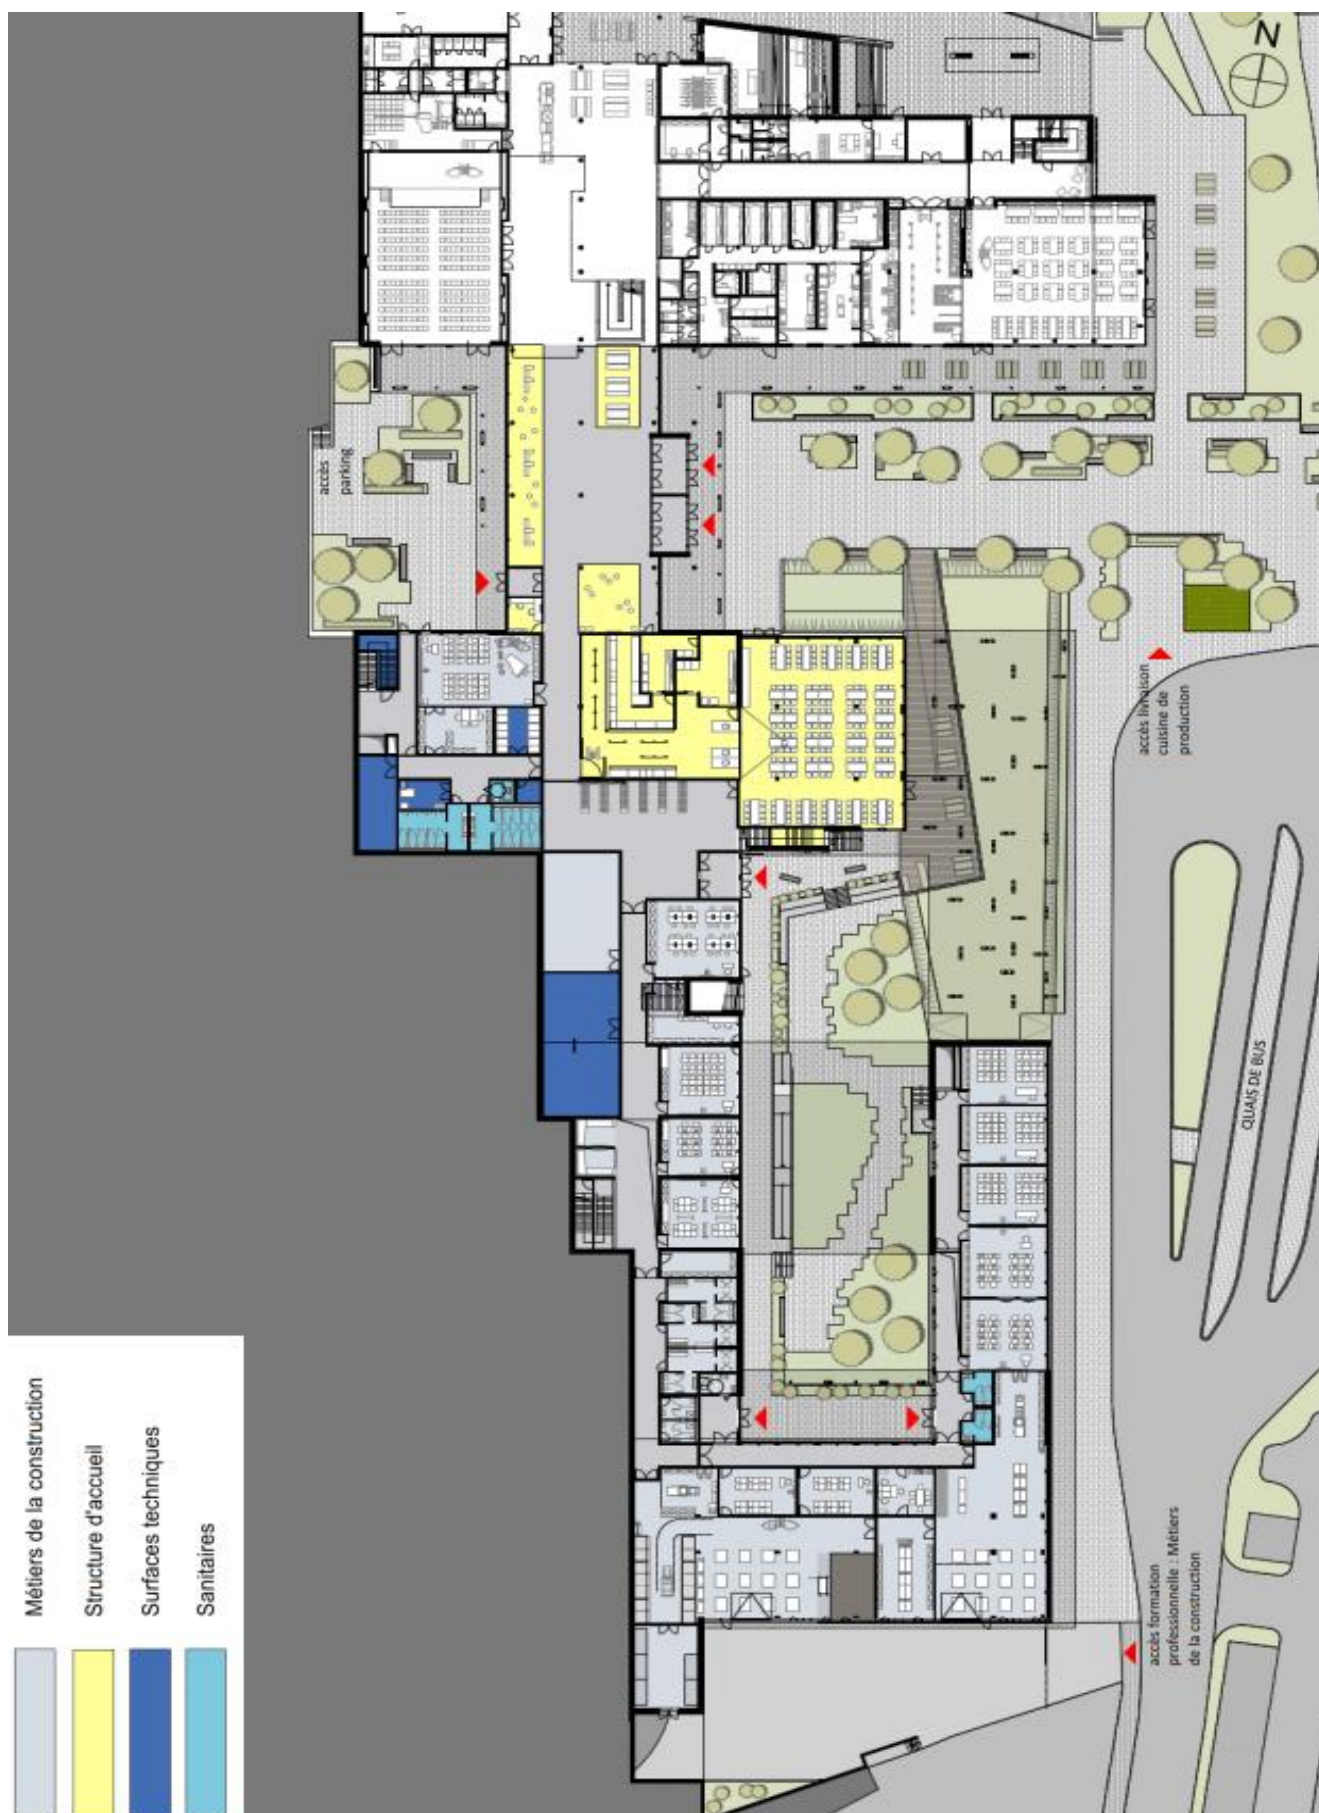 N
accès
parking
accès livraison
cuisine de
production
QUAIS DE BUS
accès formation
professionnelle : Métiers
de la construction
Métiers de la construction
Structure d'accueil
Surfaces techniques
Sanitaires